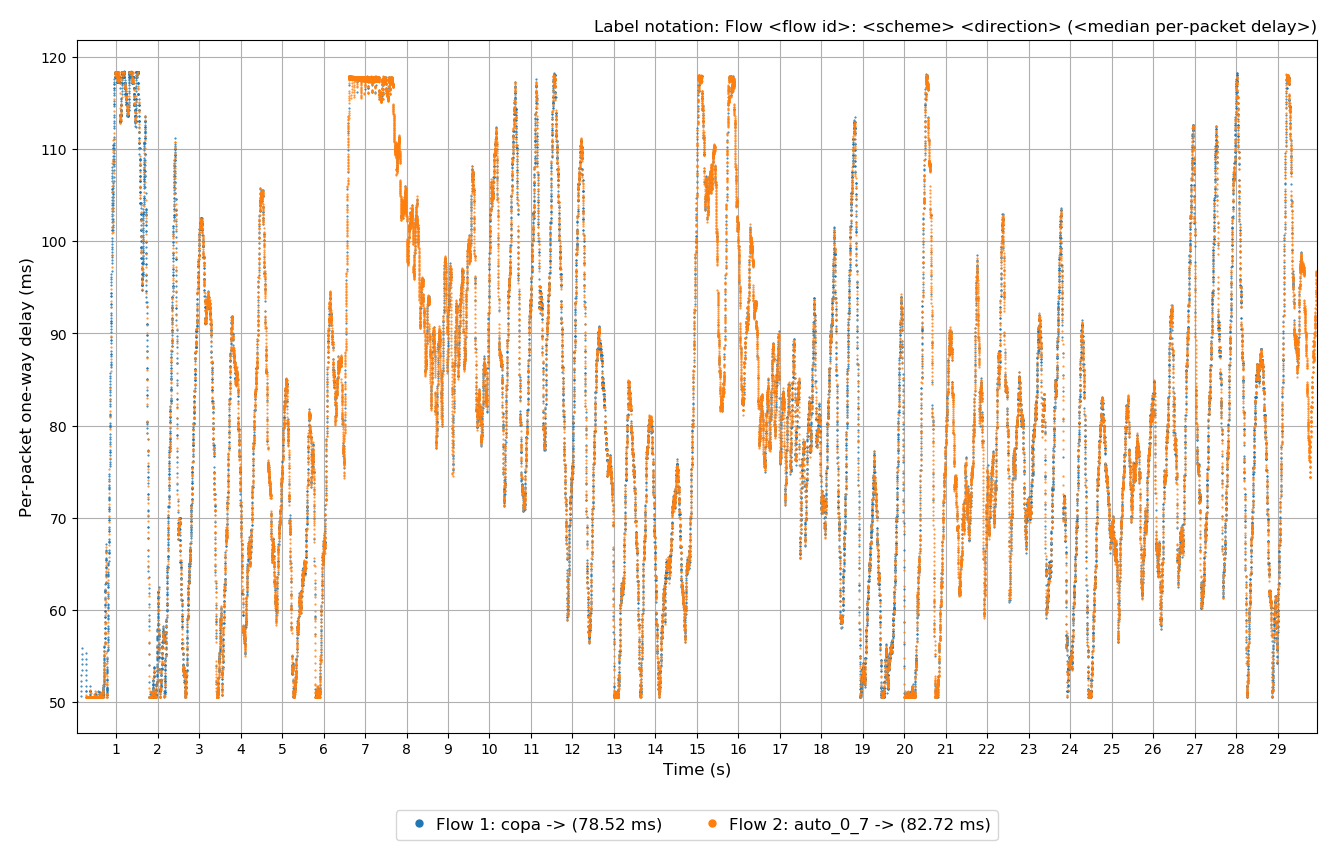 Label notation: Flow <flow id>: <scheme> <direction> (<median per-packet delay>)
120
110
100
90
80
70
60
50
Per-packet one-way delay (ms)
1 2 3 4 5 6 7 8 9 10 11 12 13 14 15 16 17 18 19 20 21 22 23 24 25 26 27 28 29
Time (s)
Flow 1: copa -> (78.52 ms) Flow 2: auto_0_7 -> (82.72 ms)